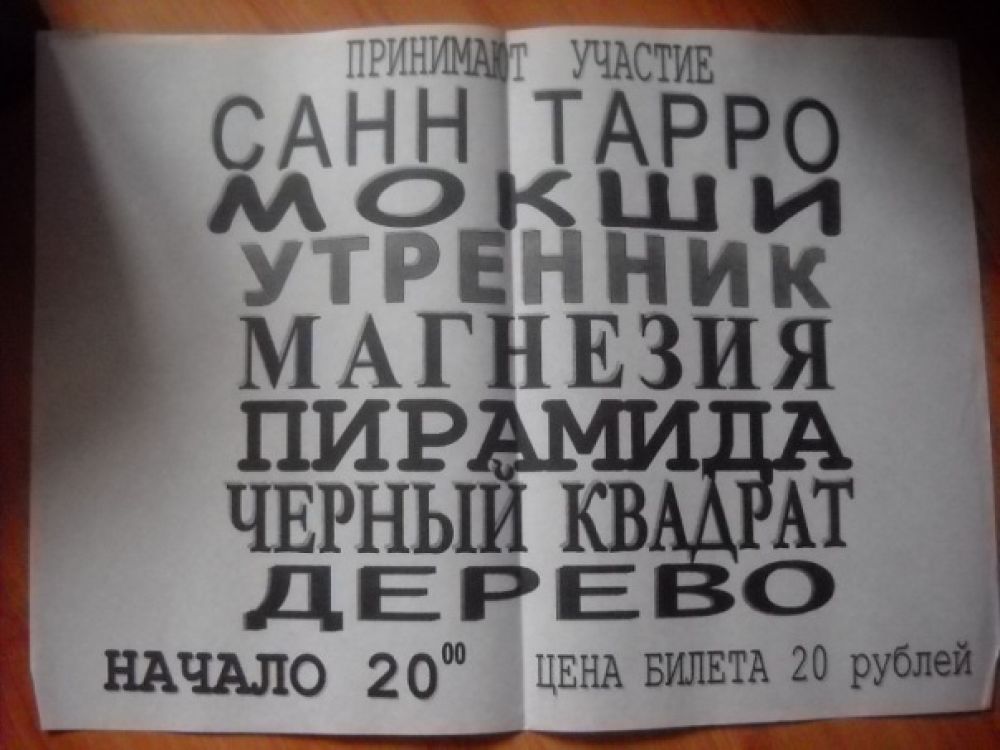 ПРИНИМАЮТ УЧАСТИЕ
САНН ТАРРО
МОКШИ
УТРЕННИК
МАГНЕЗИЯ
ПИРАМИДА
ЧЕРНЫЙ КВАДРАТ
ДЕРЕВО
НАЧАЛО 20⁰⁰ ЦЕНА БИЛЕТА 20 рублей